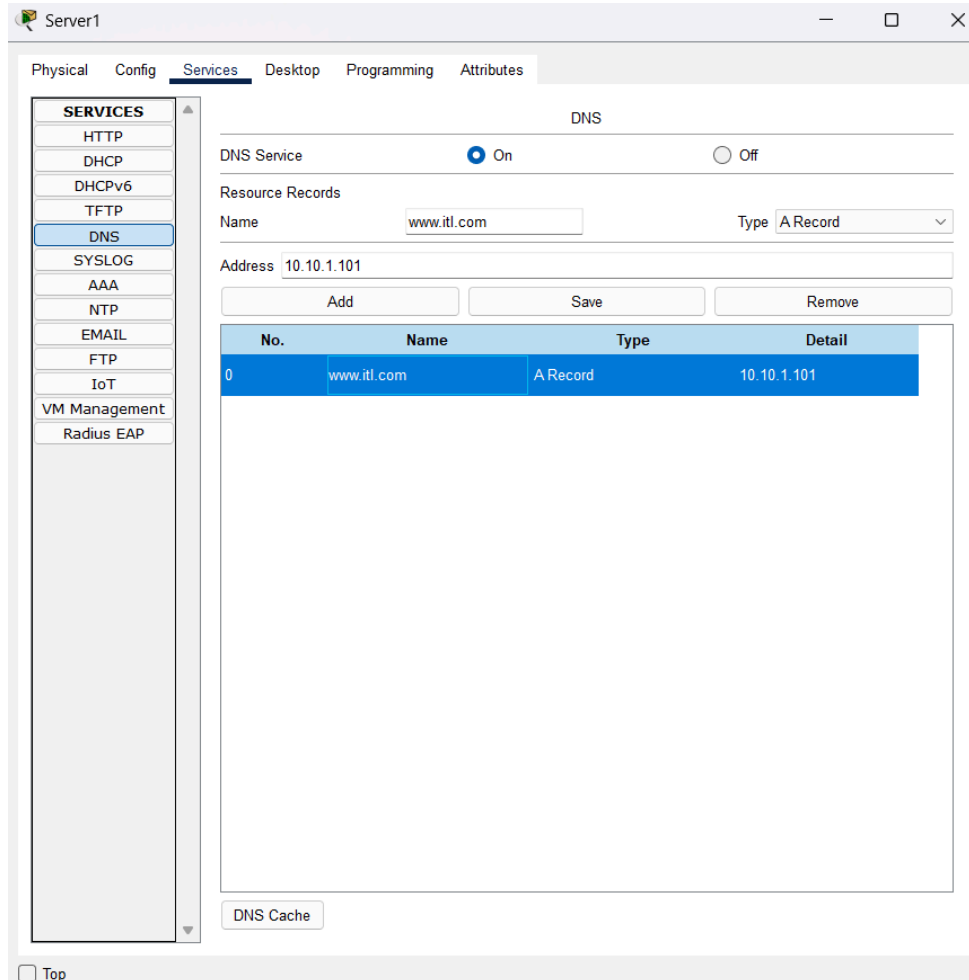 Server1
Physical Config Services Desktop Programming Attributes
SERVICES
HTTP
DHCP
DHCPv6
TFTP
DNS
SYSLOG
AAA
NTP
EMAIL
FTP
IoT
VM Management
Radius EAP
DNS
DNS Service On Off
Resource Records
Name www.itl.com Type A Record
Address 10.10.1.101
Add Save Remove
No. Name Type Detail
0 www.itl.com A Record 10.10.1.101
DNS Cache
Top